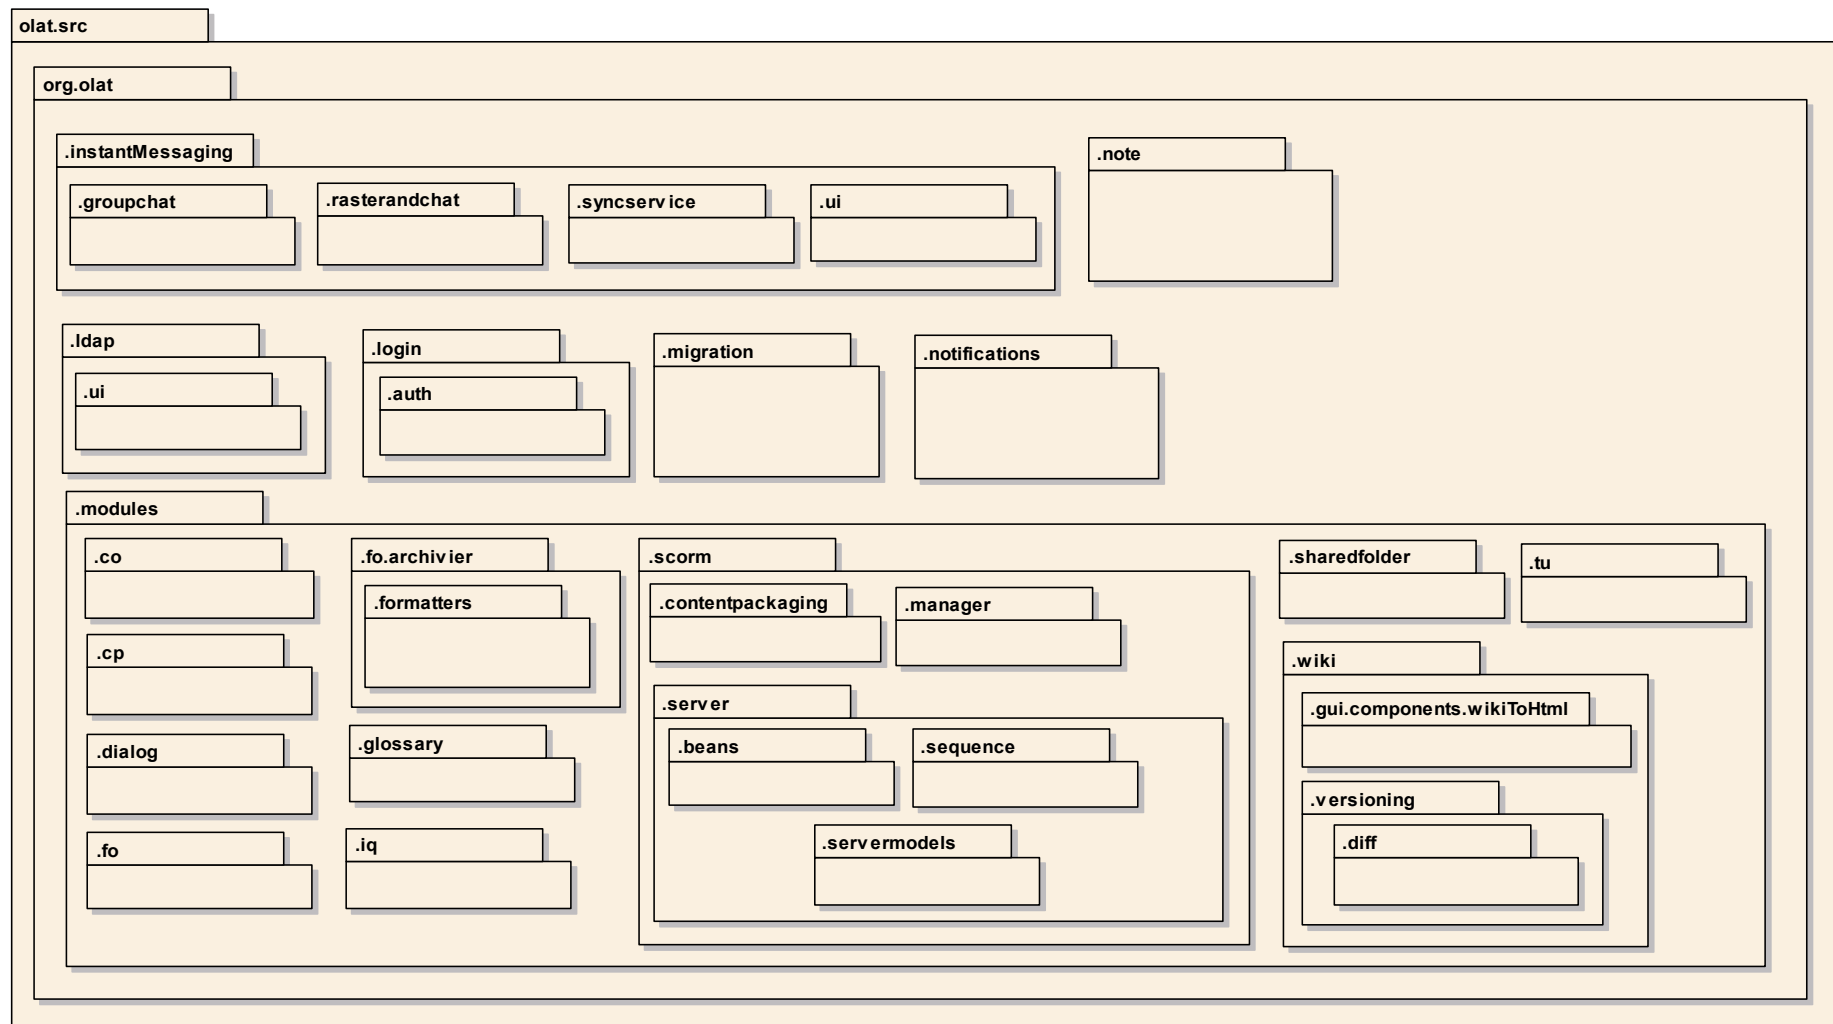 olat.src
org.olat
.instantMessaging
.note
.groupchat
.rasterandchat
.syncservice
.ui
.ldap
.login
.migration
.notifications
.ui
.auth
.modules
.co
.fo.archivier
.scorm
.sharedfolder
.tu
.formatters
.contentpackaging
.manager
.cp
.wiki
.server
.gui.components.wikiToHtml
.dialog
.glossary
.beans
.sequence
.versioning
.fo
.iq
.servermodels
.diff